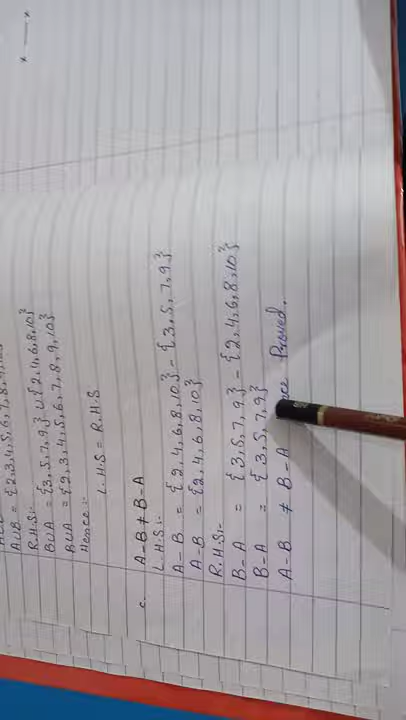 A∪B = {2,3,4,5,6,7,8,9,10}
R.H.S:-
B∪A = {3,5,7,9} ∪ {2,4,6,8,10}
B∪A = {2,3,4,5,6,7,8,9,10}
Hence:-
L.H.S = R.H.S
c. A-B ≠ B-A
L.H.S:-
A-B = {2,4,6,8,10} - {3,5,7,9}
A-B = {2,4,6,8,10}
R.H.S:-
B-A = {3,5,7,9} - {2,4,6,8,10}
B-A = {3,5,7,9}
A-B ≠ B-A Proved.